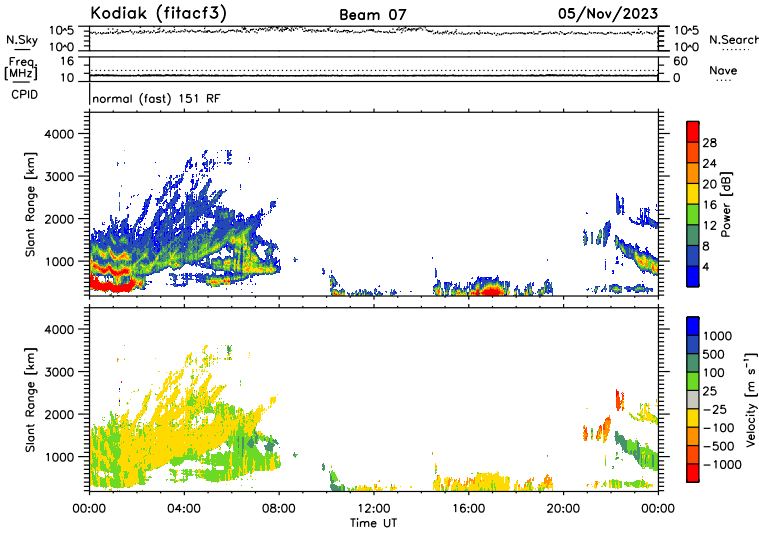 Kodiak (fitacf3) Beam 07 05/Nov/2023
N.Sky 10^5 10^0 10^5 10^0 N.Search
Freq. [MHz] 16 10 60 0 Nave
CPID normal (fast) 151 RF
Slant Range [km] 4000 3000 2000 1000
28 24 20 16 12 8 4 Power [dB]
Slant Range [km] 4000 3000 2000 1000
1000 500 100 25 −25 −100 −500 −1000 Velocity [m s⁻¹]
00:00 04:00 08:00 12:00 16:00 20:00 00:00
Time UT